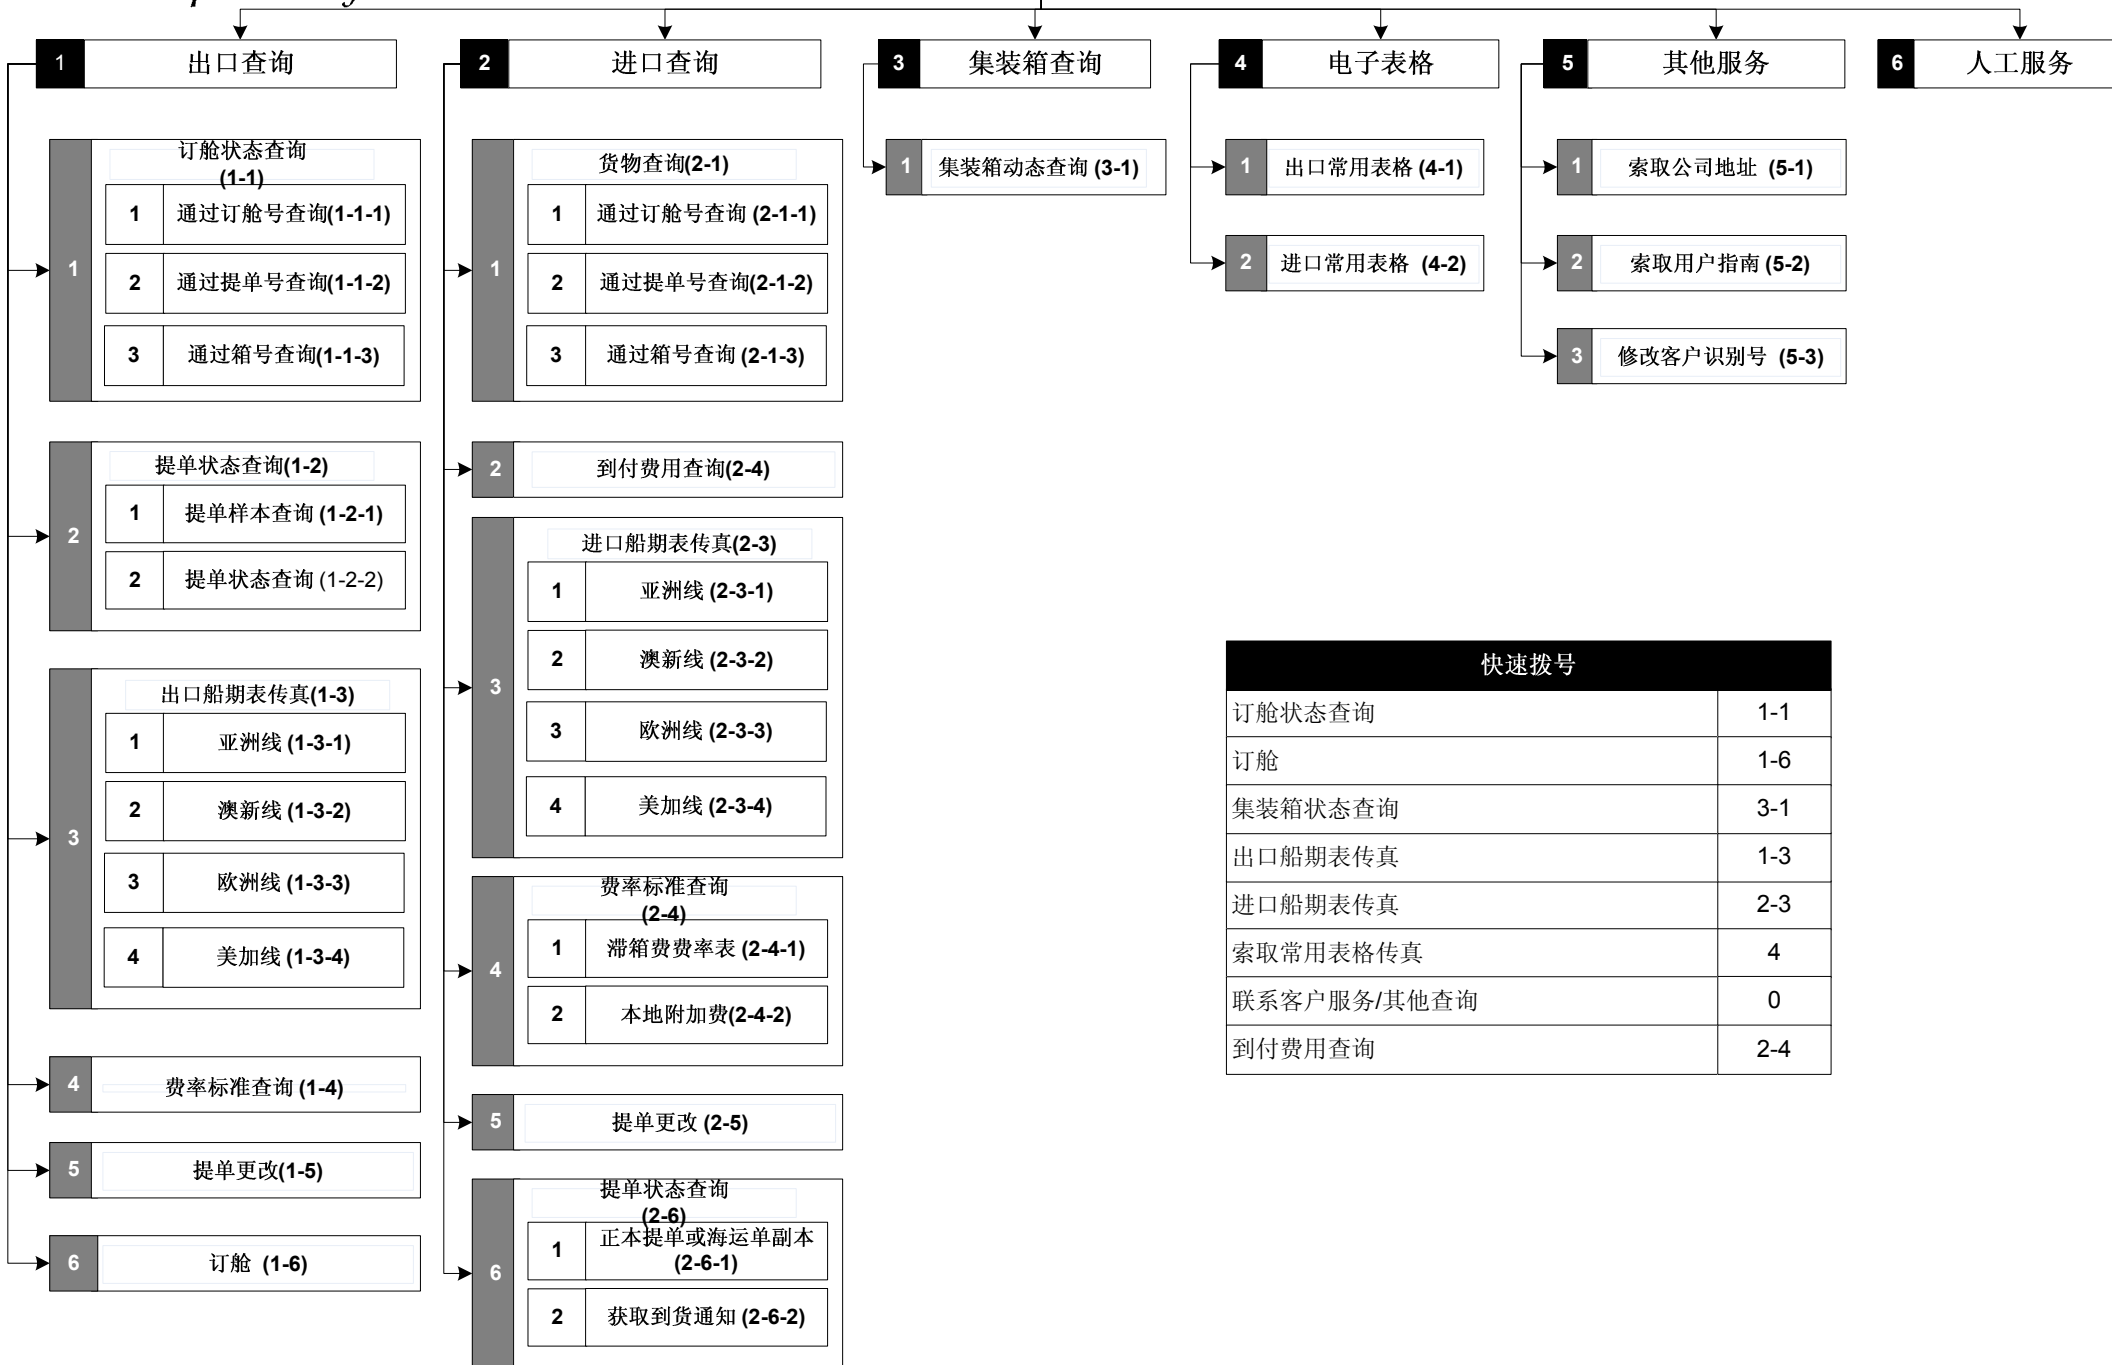 1 出口查询
2 进口查询
3 集装箱查询
4 电子表格
5 其他服务
6 人工服务
1
订舱状态查询
(1-1)
1 通过订舱号查询(1-1-1)
2 通过提单号查询(1-1-2)
3 通过箱号查询(1-1-3)
2
提单状态查询(1-2)
1 提单样本查询 (1-2-1)
2 提单状态查询 (1-2-2)
3
出口船期表传真(1-3)
1 亚洲线 (1-3-1)
2 澳新线 (1-3-2)
3 欧洲线 (1-3-3)
4 美加线 (1-3-4)
4 费率标准查询 (1-4)
5 提单更改(1-5)
6 订舱 (1-6)
1
货物查询(2-1)
1 通过订舱号查询 (2-1-1)
2 通过提单号查询(2-1-2)
3 通过箱号查询 (2-1-3)
2 到付费用查询(2-4)
3
进口船期表传真(2-3)
1 亚洲线 (2-3-1)
2 澳新线 (2-3-2)
3 欧洲线 (2-3-3)
4 美加线 (2-3-4)
4
费率标准查询
(2-4)
1 滞箱费费率表 (2-4-1)
2 本地附加费(2-4-2)
5 提单更改 (2-5)
6
提单状态查询
(2-6)
1 正本提单或海运单副本
(2-6-1)
2 获取到货通知 (2-6-2)
1 集装箱动态查询 (3-1)
1 出口常用表格 (4-1)
2 进口常用表格 (4-2)
1 索取公司地址 (5-1)
2 索取用户指南 (5-2)
3 修改客户识别号 (5-3)
快速拨号
订舱状态查询 1-1
订舱 1-6
集装箱状态查询 3-1
出口船期表传真 1-3
进口船期表传真 2-3
索取常用表格传真 4
联系客户服务/其他查询 0
到付费用查询 2-4